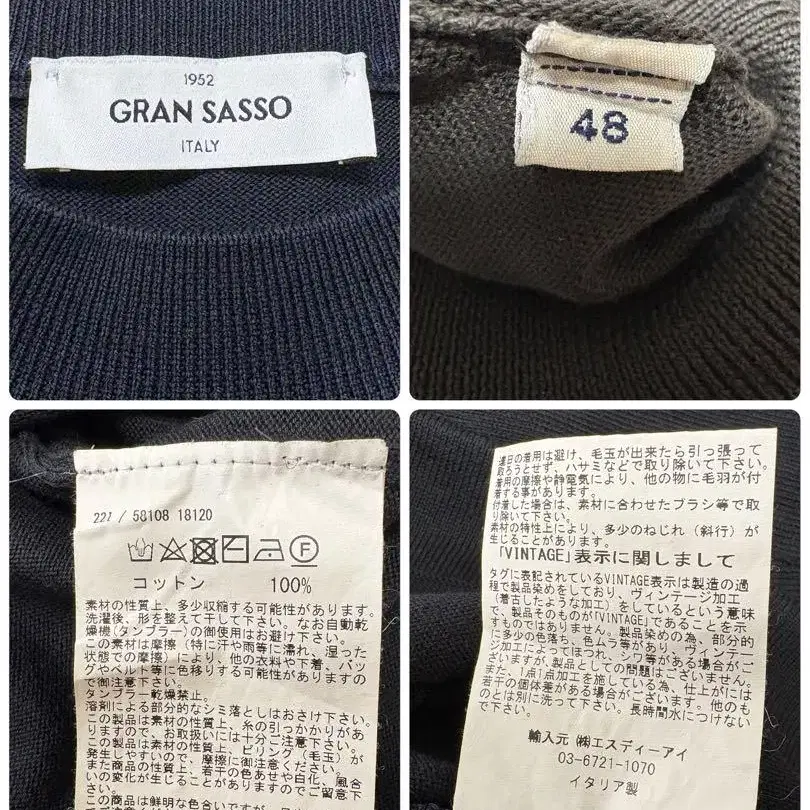 1952
GRAN SASSO
ITALY
48
221 / 58108 18120
コットン 100%
素材の性質上、多少収縮する可能性があります。
洗濯後、形を整えて干して下さい。なお自動乾
燥機(タンブラー)の御使用はお避け下さい。
この素材は摩擦(特に汗や雨等に濡れ、湿った
状態での摩擦)により、他の衣料や下着、バッ
グやベルト等に色移りする可能性がありますの
でご注意下さい。
タンブラー乾燥禁止。
溶剤による部分的なシミ落としはおさけ下さい。
この製品は素材の性質上、糸の引っかかりがあ
りますので、お取扱いには十分ご注意下さい。
この製品は素材の性質上、ピリング(毛玉)が
発生しやすいので、摩擦に御注意ください。
また商品の性質上、若干の色あせや白化、風合
いの変化が生じることがありますのでご留意下
さい。
この商品は鮮明な色合いですが、
連日の着用は避け、毛玉が出来たら引っ張って
取ろうとせず、ハサミなどで取り除いて下さい。
着用の摩擦や静電気により、他の物に毛羽が付
着する事があります。
付着した場合は、素材に合わせたブラシ等で取
り除いて下さい。
素材の特性上により、多少のねじれ(斜行)が
生じることがあります。
「VINTAGE」表示に関しまして
タグに表記されているVINTAGE表示は製造の過
程で製品染めをしており、ヴィンテージ加工
(着古したような加工)をしているという意味
で、製品そのものが「VINTAGE」であることを示
すものではありません。製品染めの為、部分的
に多少の色落ち、色ムラ等があり、ヴィンテー
ジ加工によってほつれ、シワ等がある場合がご
ざいますが、製品としての問題はございません。
また、1点1点加工を施している為、仕上がりには
若干の個体差がある場合がございます。他のも
のとは別に洗って下さい。長時間水につけない
で下さい。
輸入元 ㈱エスディーアイ
03-6721-1070
イタリア製